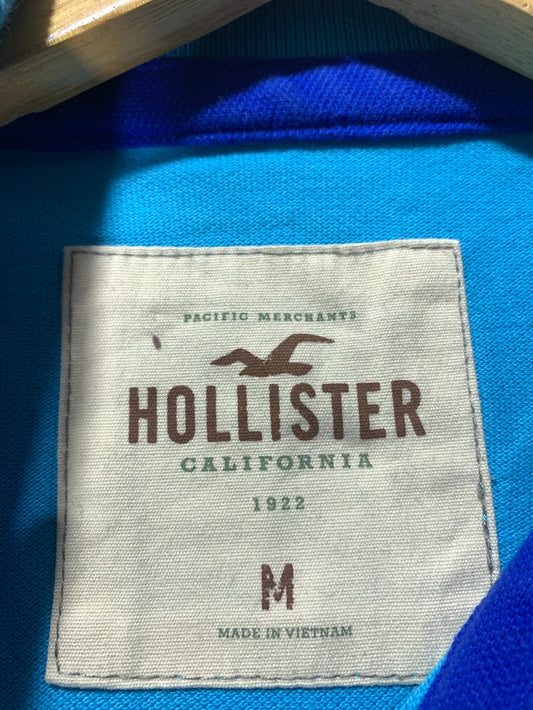 PACIFIC MERCHANTS
HOLLISTER
CALIFORNIA
1922
M
MADE IN VIETNAM